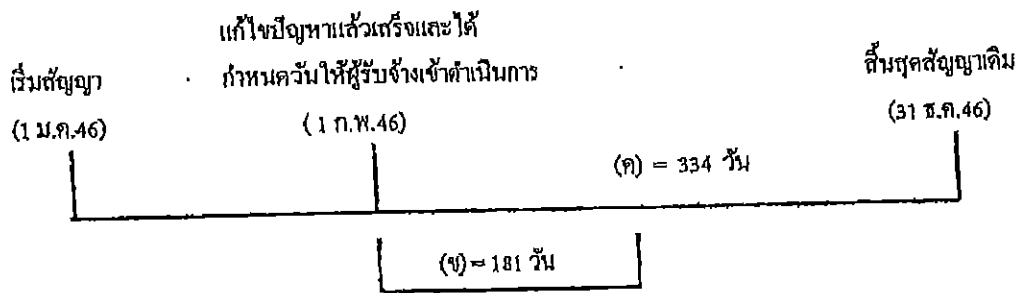 แก้ไขปัญหาแล้วเสร็จและได้
เริ่มสัญญา กำหนดวันให้ผู้รับจ้างเข้าดำเนินการ สิ้นสุดสัญญาเดิม
(1 ม.ค.46) (1 ก.พ.46) (31 ธ.ค.46)
(ค) = 334 วัน
(ข) = 181 วัน